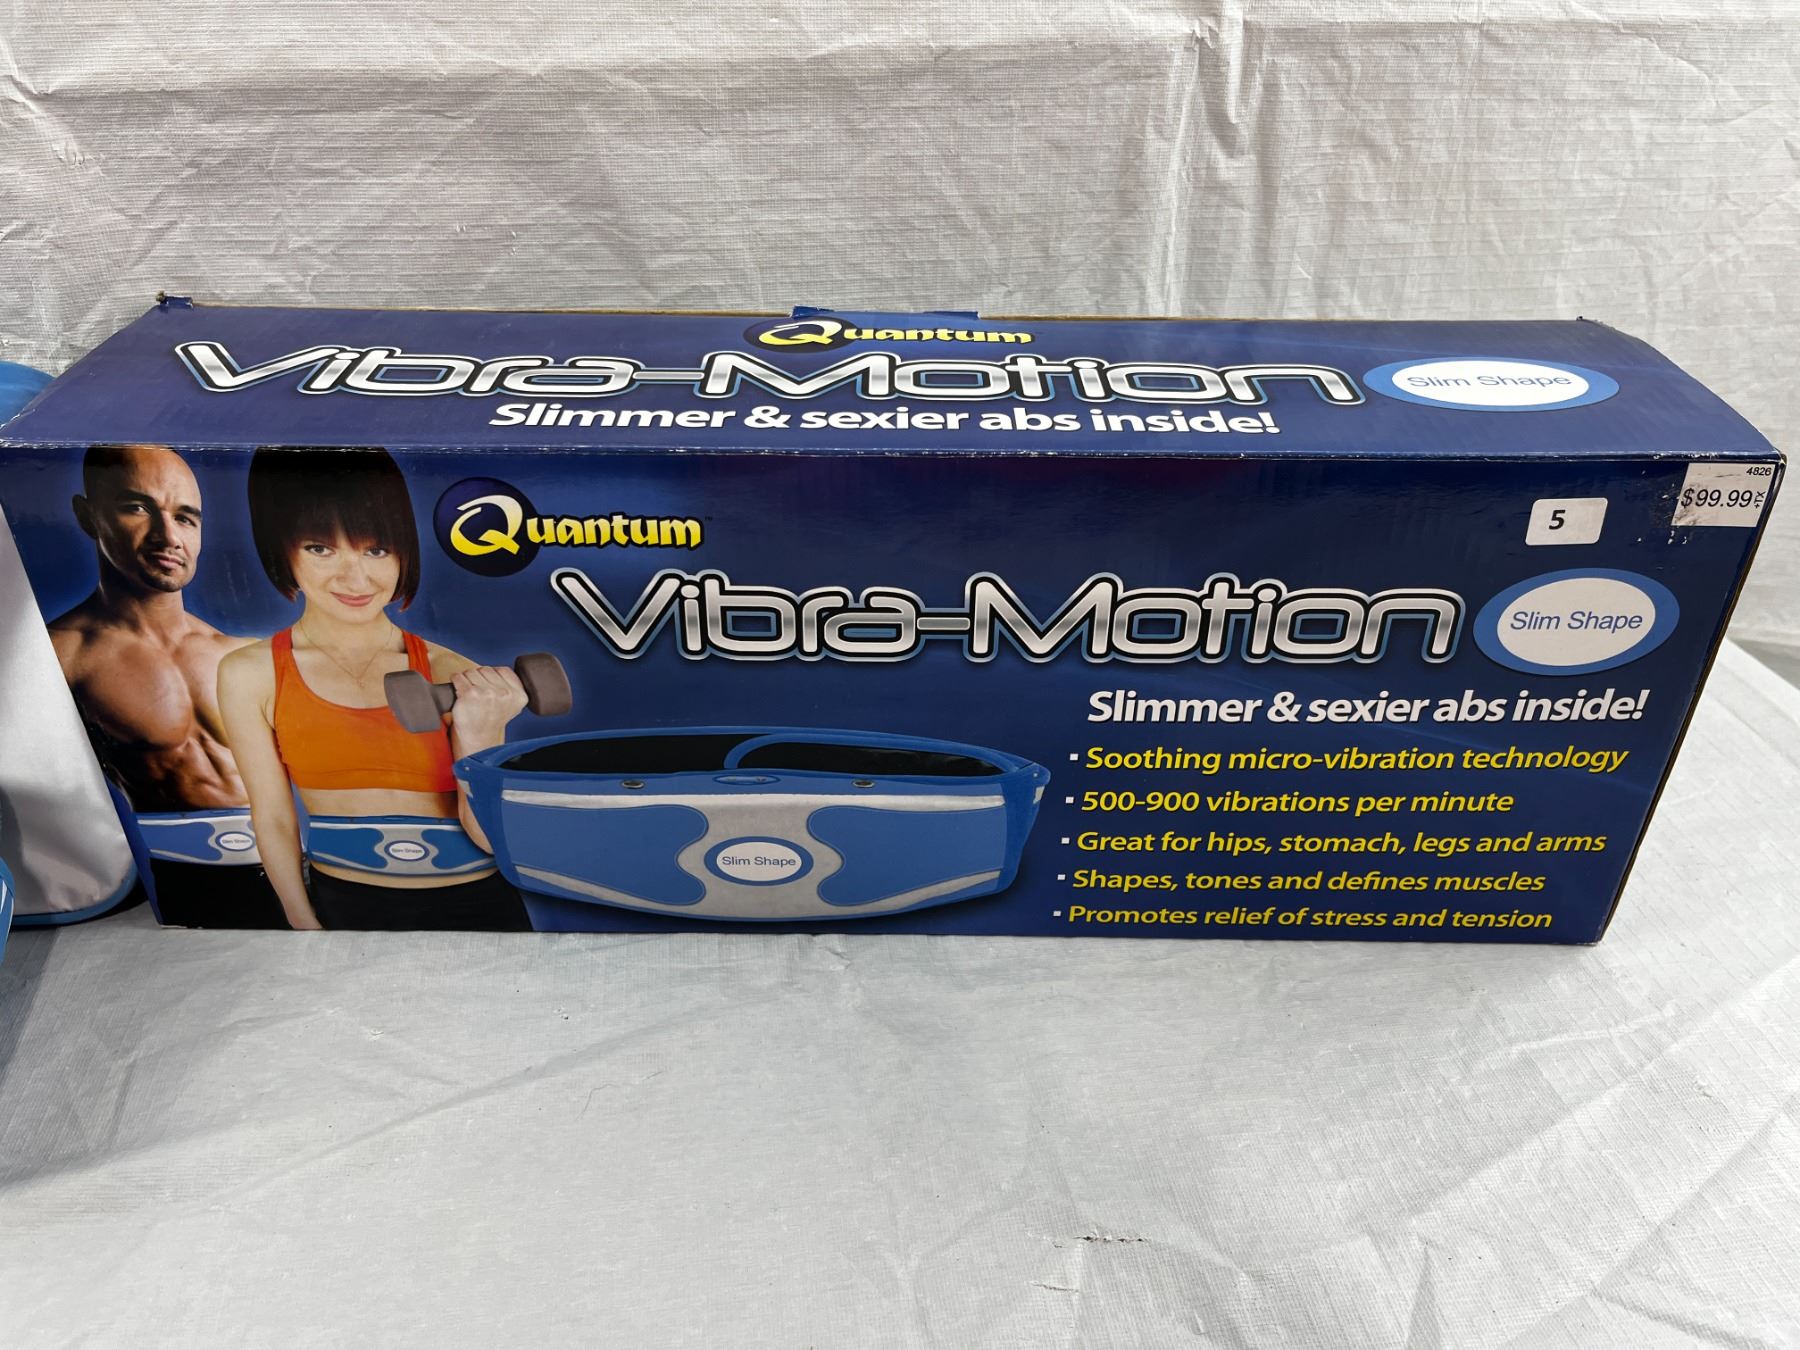 Quantum
Vibra-Motion
Slim Shape
Slimmer & sexier abs inside!
4826
$99.99 +TX
5
Quantum™
Vibra-Motion
Slim Shape
Slimmer & sexier abs inside!
▪ Soothing micro-vibration technology
▪ 500-900 vibrations per minute
▪ Great for hips, stomach, legs and arms
▪ Shapes, tones and defines muscles
▪ Promotes relief of stress and tension
Slim Shape
Slim Shape
Slim Shape